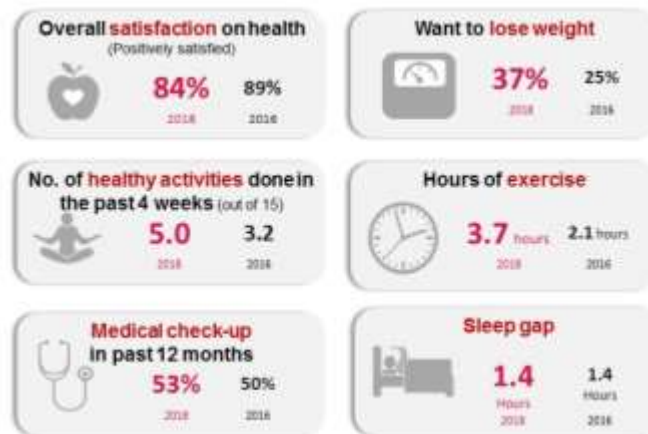 Overall satisfaction on health
(Positively satisfied)
84% 89%
2018 2016
Want to lose weight
37% 25%
2018 2016
No. of healthy activities done in
the past 4 weeks (out of 15)
5.0 3.2
2018 2016
Hours of exercise
3.7 hours 2.1 hours
2018 2016
Medical check-up
in past 12 months
53% 50%
2018 2016
Sleep gap
1.4 1.4
Hours Hours
2018 2016